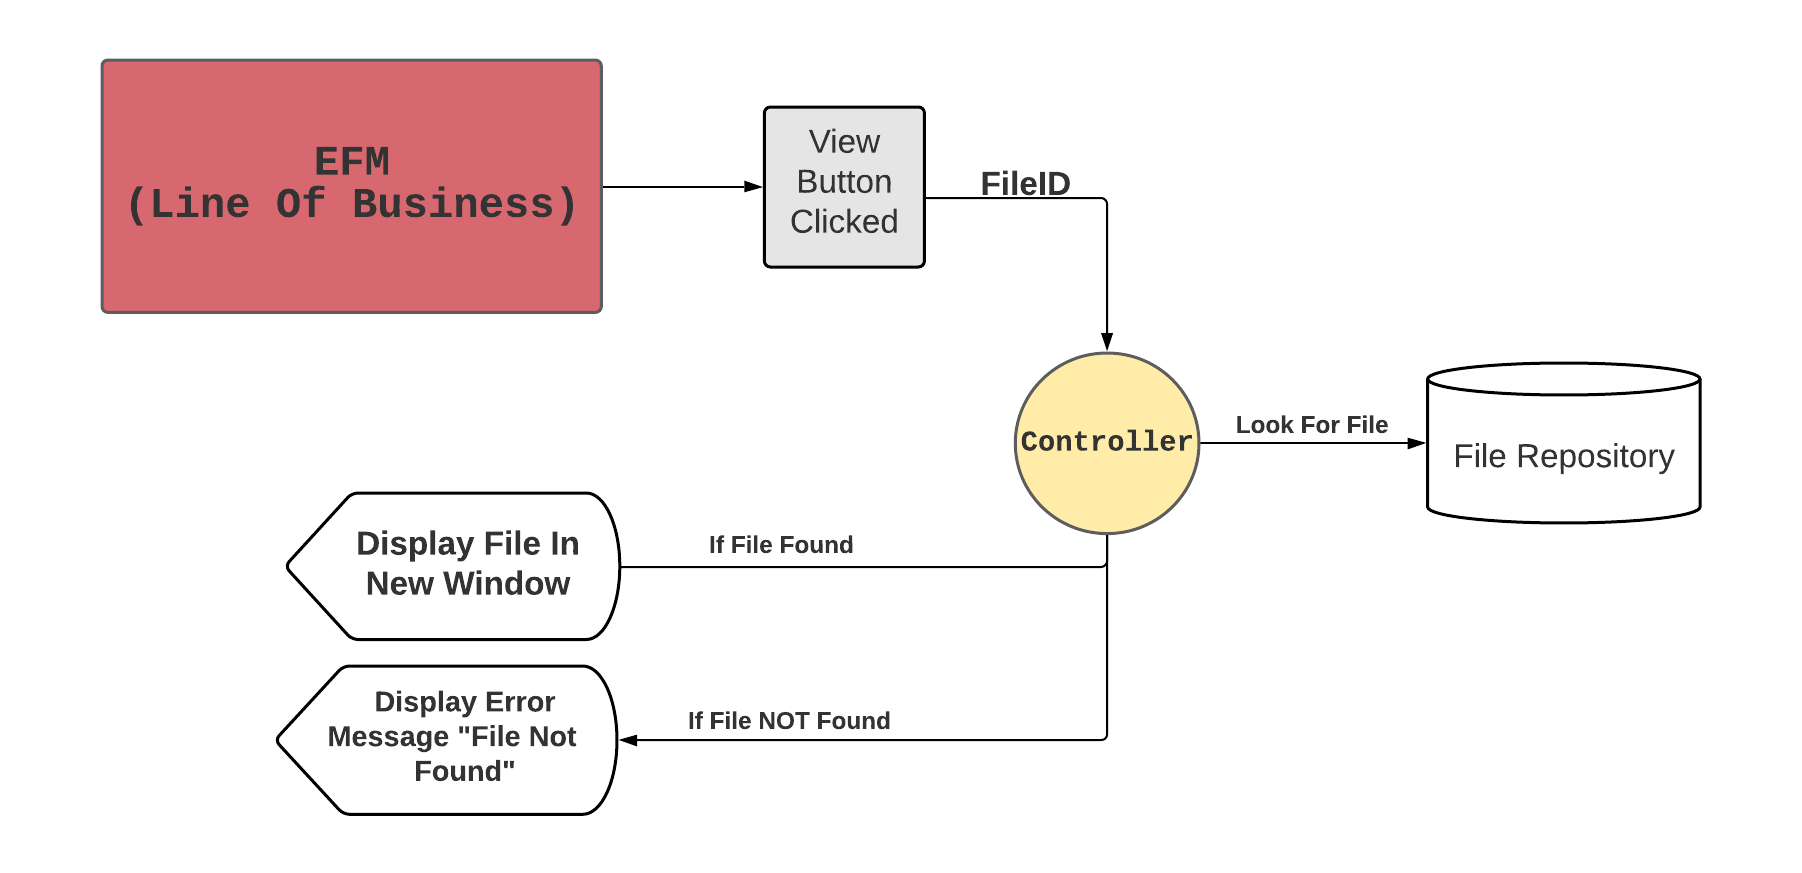 EFM
(Line Of Business)
View
Button
Clicked
FileID
Controller
Look For File
File Repository
If File Found
Display File In
New Window
If File NOT Found
Display Error
Message "File Not
Found"